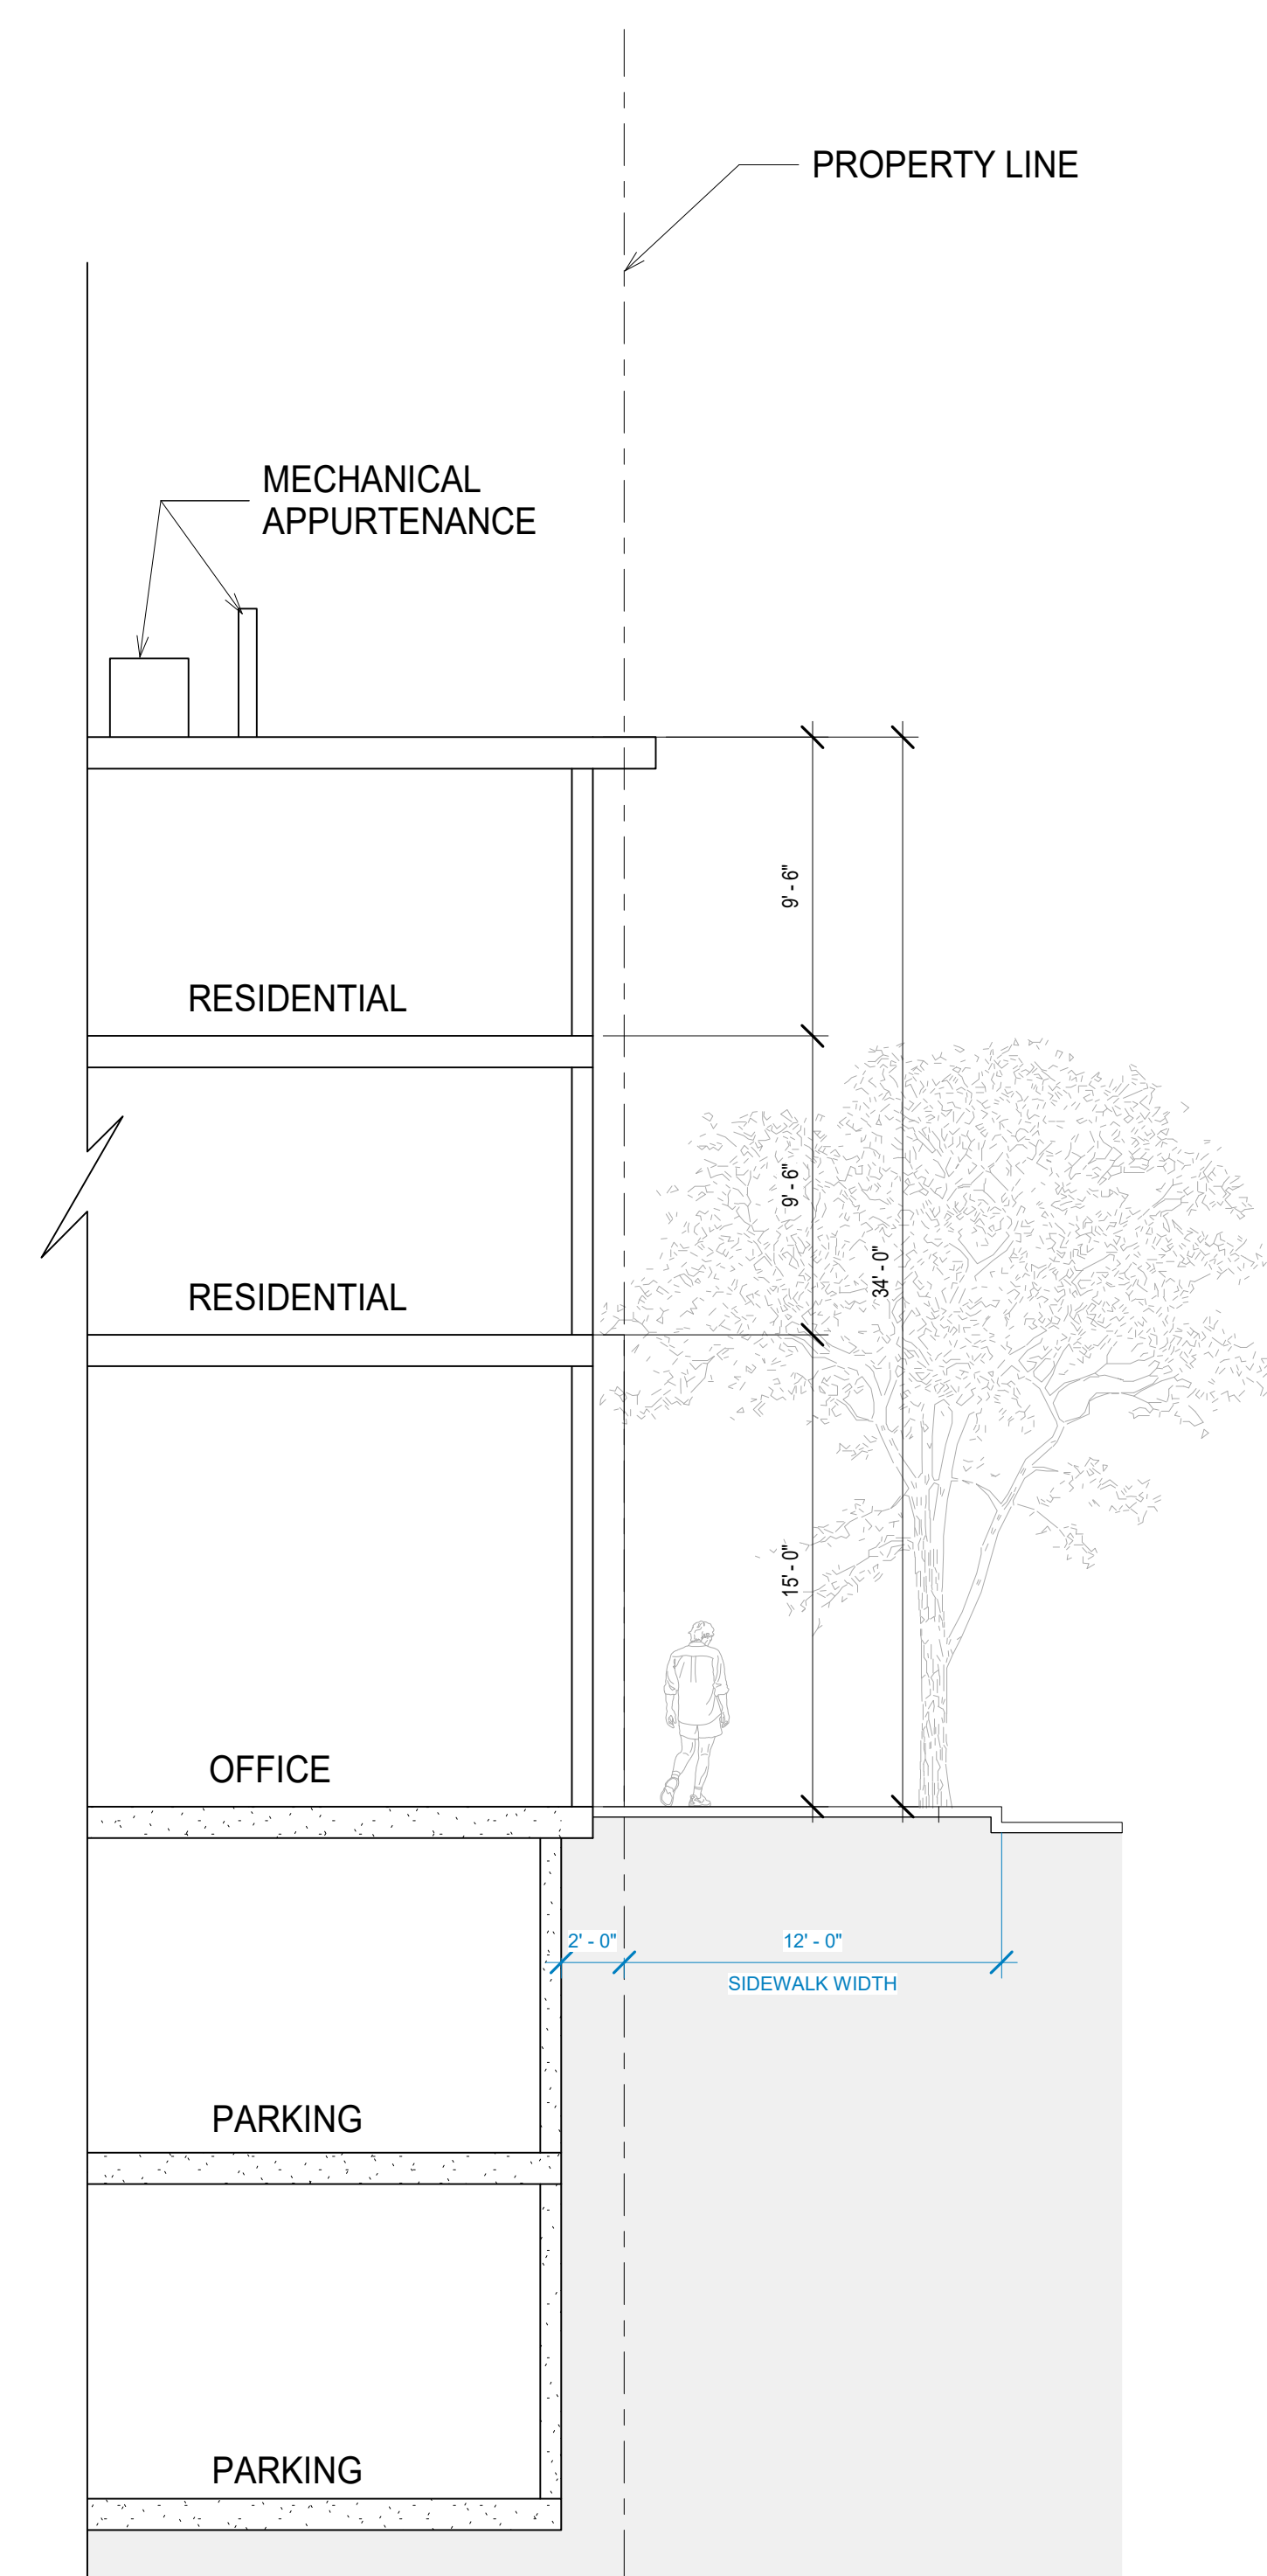 PROPERTY LINE
MECHANICAL
APPURTENANCE
9' - 6"
RESIDENTIAL
9' - 6"
34' - 0"
RESIDENTIAL
15' - 0"
OFFICE
2' - 0"
12' - 0"
SIDEWALK WIDTH
PARKING
PARKING